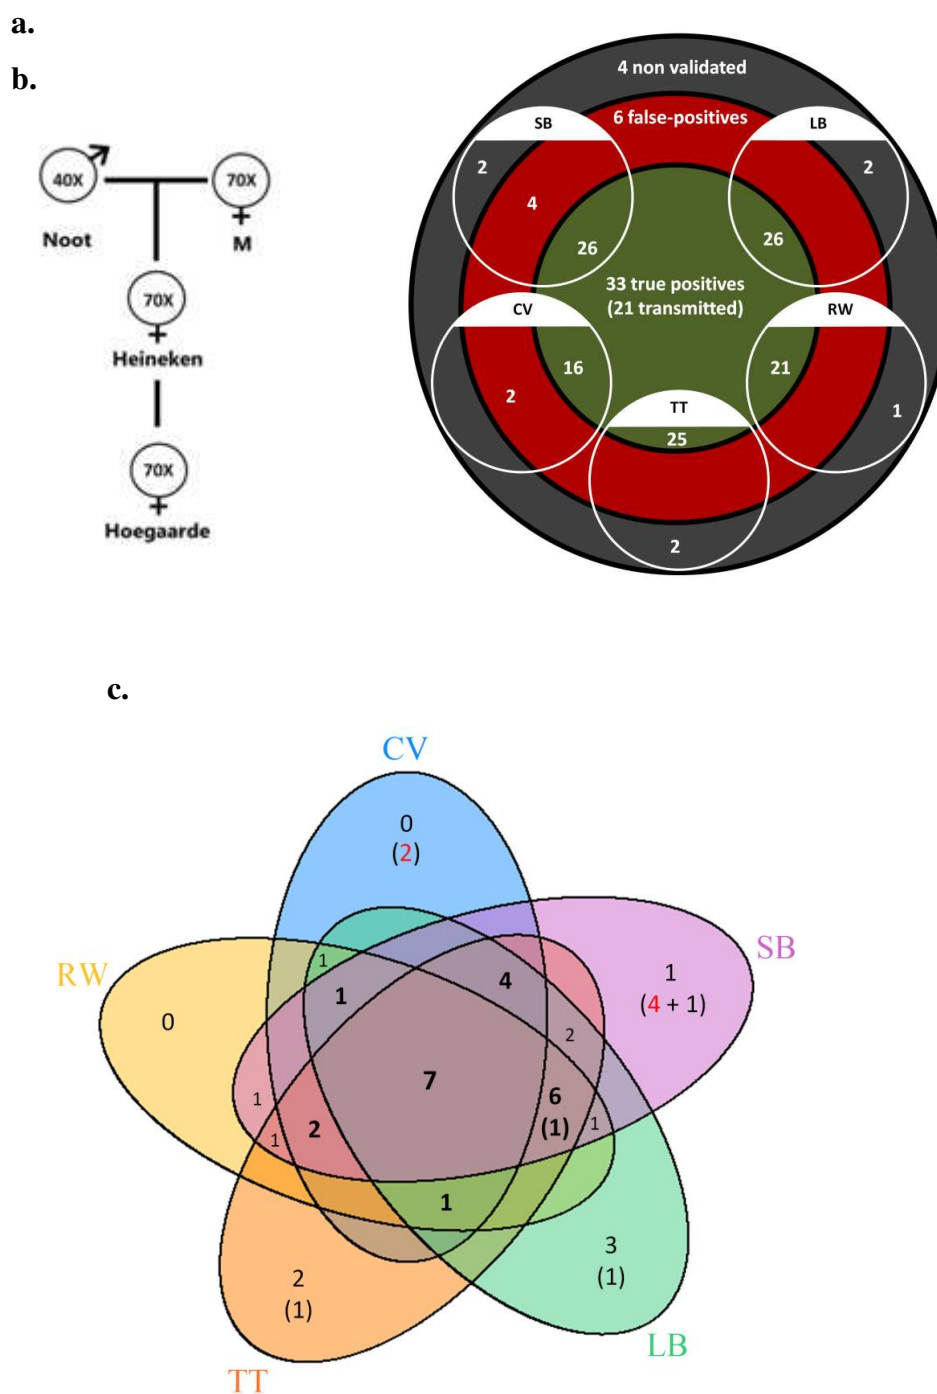 a.
b.
40X
70X
Noot
M
70X
Heineken
70X
Hoegaarde
4 non validated
6 false-positives
SB
LB
2
2
4
26
26
33 true positives
(21 transmitted)
CV
RW
16
21
2
TT
1
25
2
c.
CV
0
(2)
SB
RW
1
(4 + 1)
1
1
4
0
2
7
1
6
(1)
1
1
2
1
3
(1)
2
(1)
LB
TT